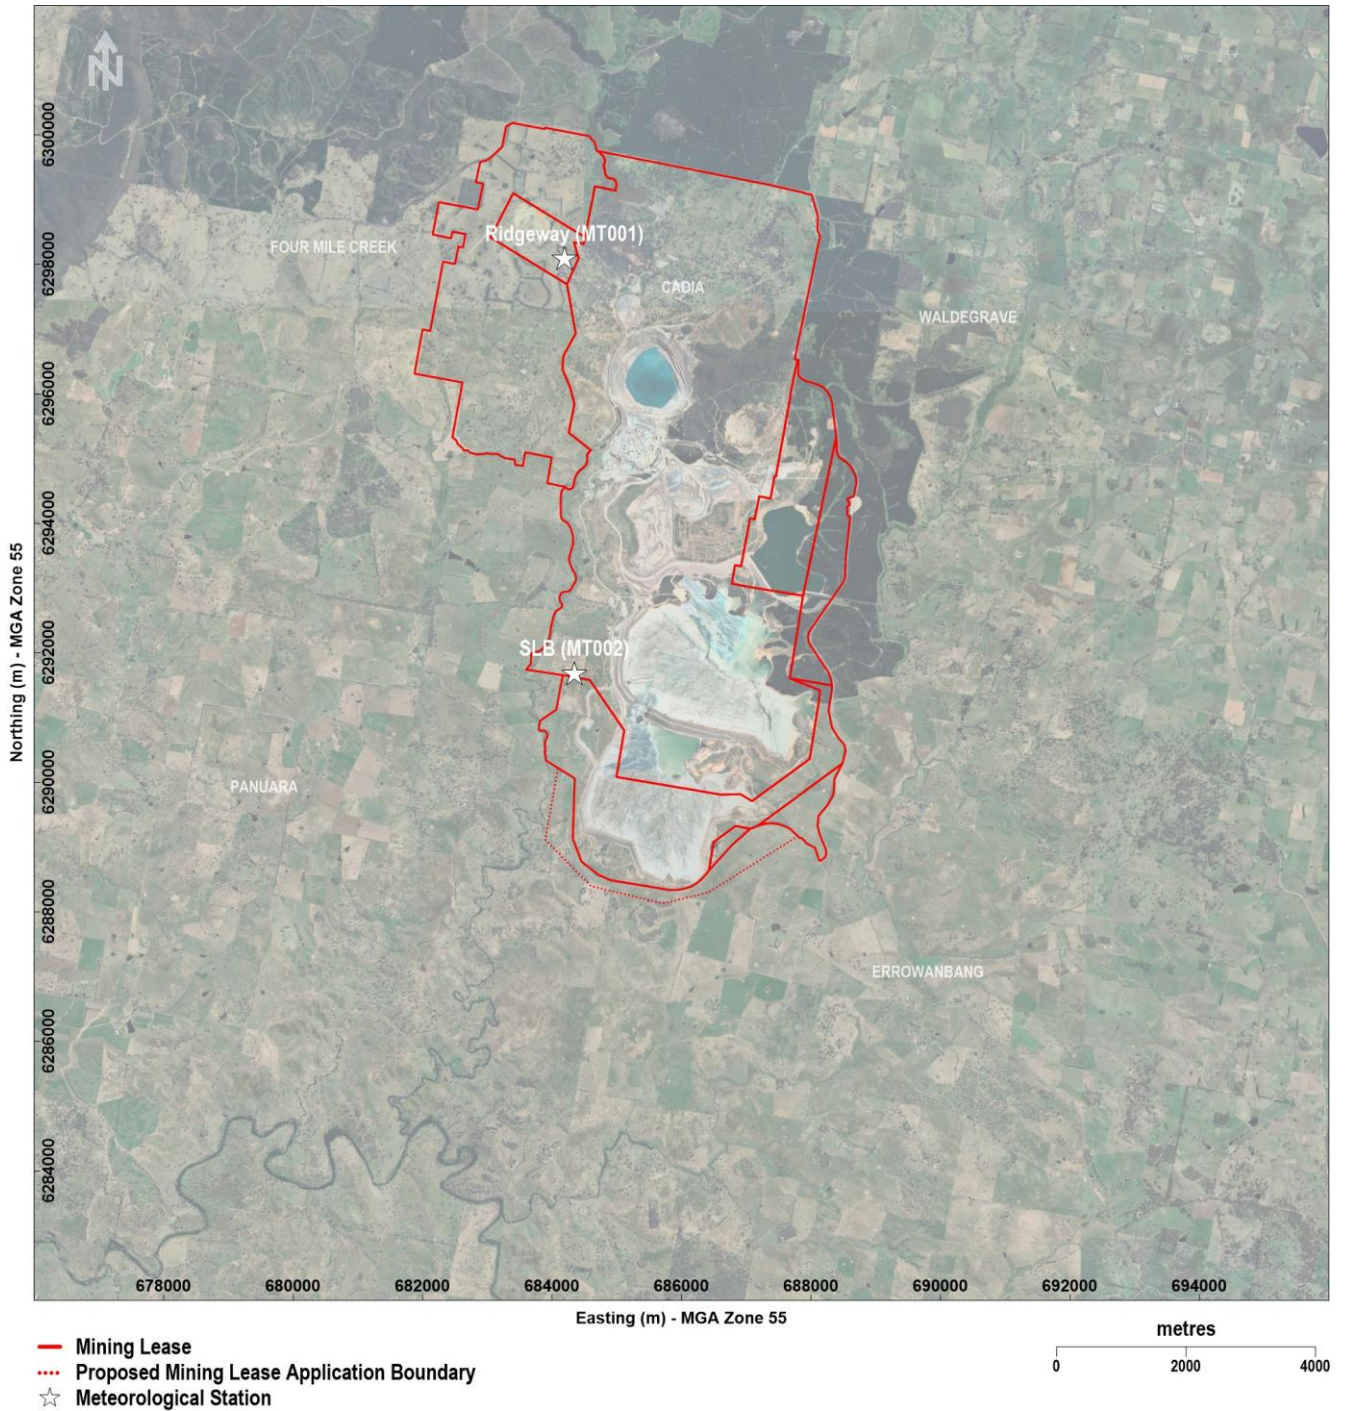 N
6300000
6298000
6296000
6294000
6292000
6290000
6288000
6286000
6284000
Northing (m) - MGA Zone 55
Ridgeway (MT001)
FOUR MILE CREEK
CADIA
WALDEGRAVE
SLB (MT002)
PANUARA
ERROWANBANG
678000 680000 682000 684000 686000 688000 690000 692000 694000
Easting (m) - MGA Zone 55
metres
0 2000 4000
Mining Lease
Proposed Mining Lease Application Boundary
Meteorological Station